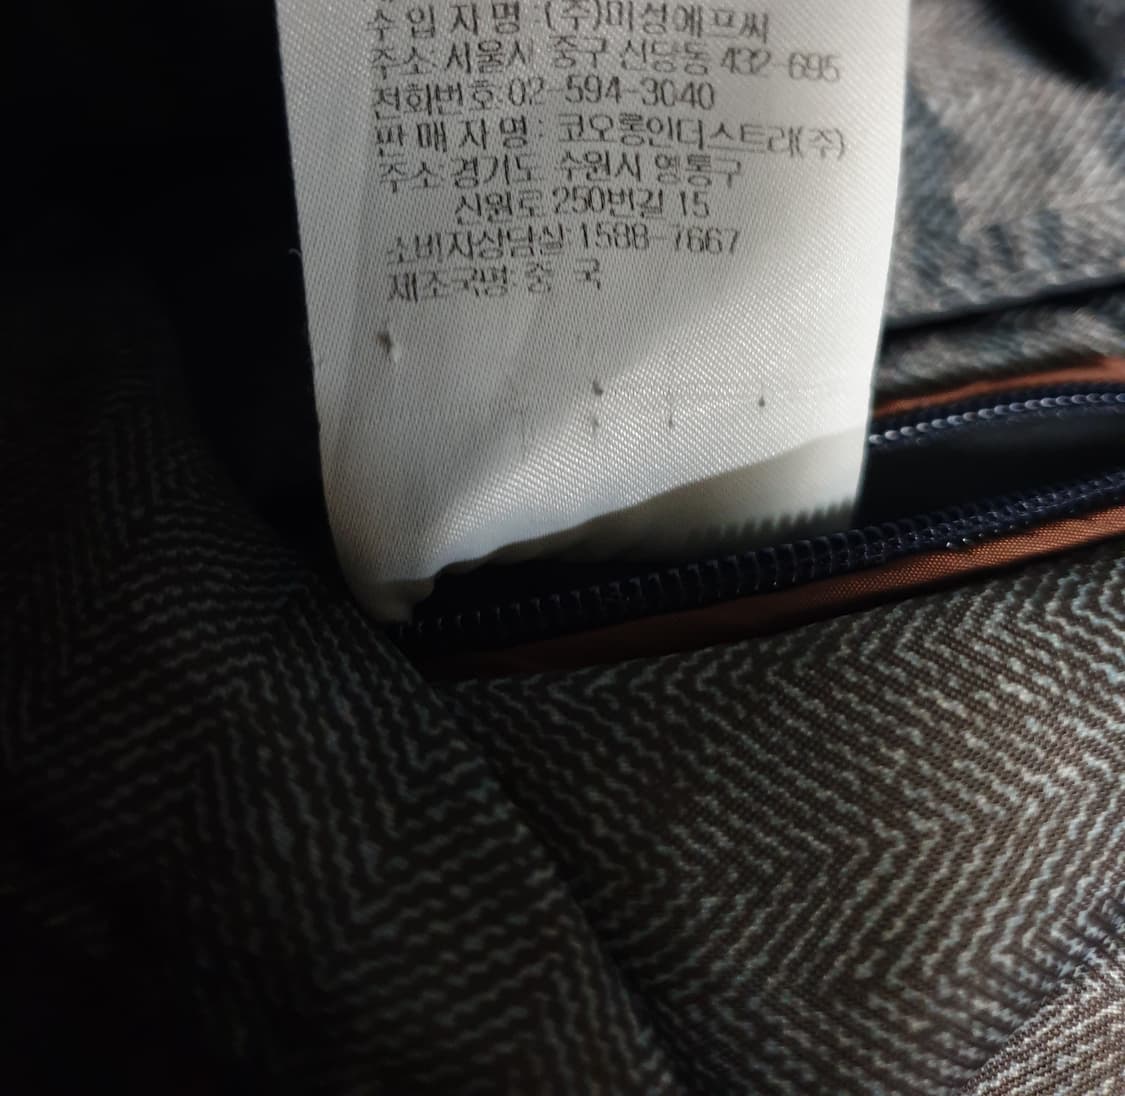 수 입 자 명 : (주)미성에프씨
주소:서울시 중구 신당동 432-695
전화번호:02-594-3040
판 매 자 명 : 코오롱인더스트리(주)
주소:경기도 수원시 영통구
신원로 250번길 15
소비자상담실:1588-7667
제조국명:중 국